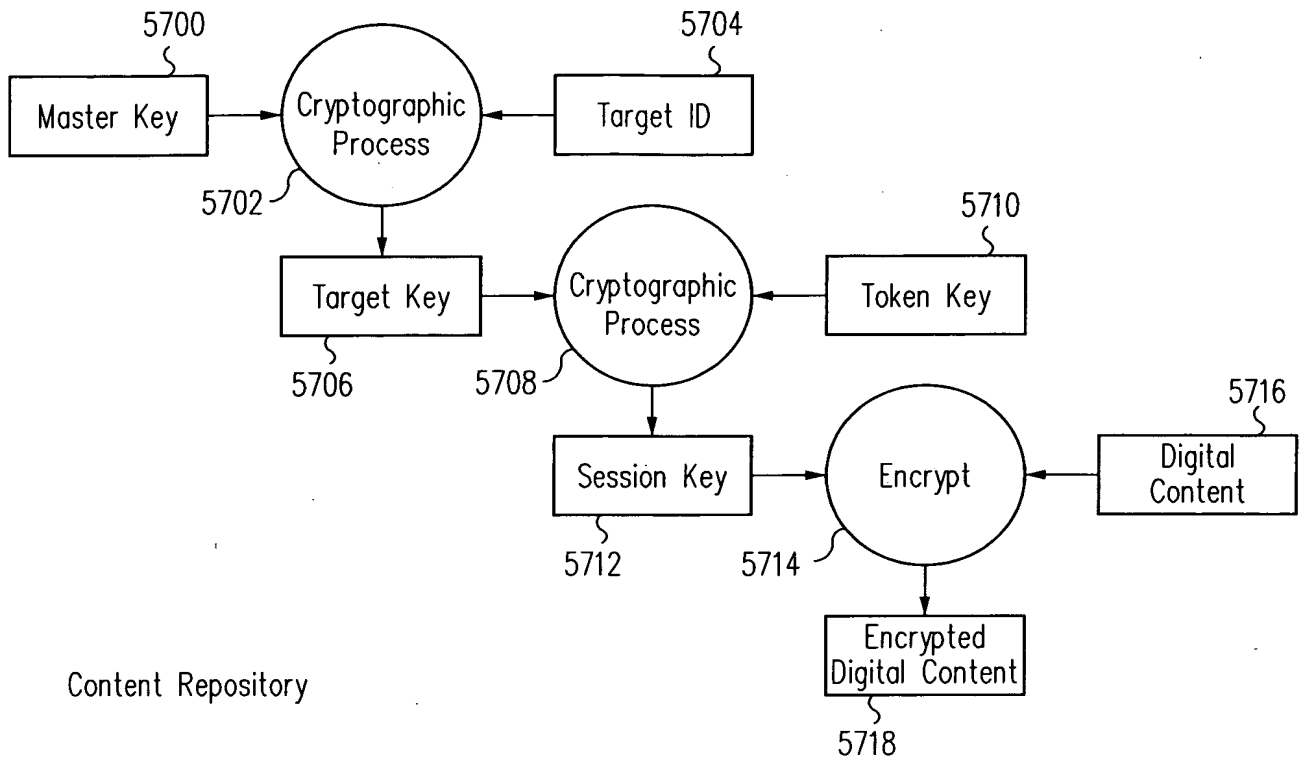 5700
5704
Master Key
Cryptographic
Process
Target ID
5702
5710
Target Key
Cryptographic
Process
Token Key
5706
5708
5716
Session Key
Encrypt
Digital
Content
5712
5714
Encrypted
Digital Content
Content Repository
5718